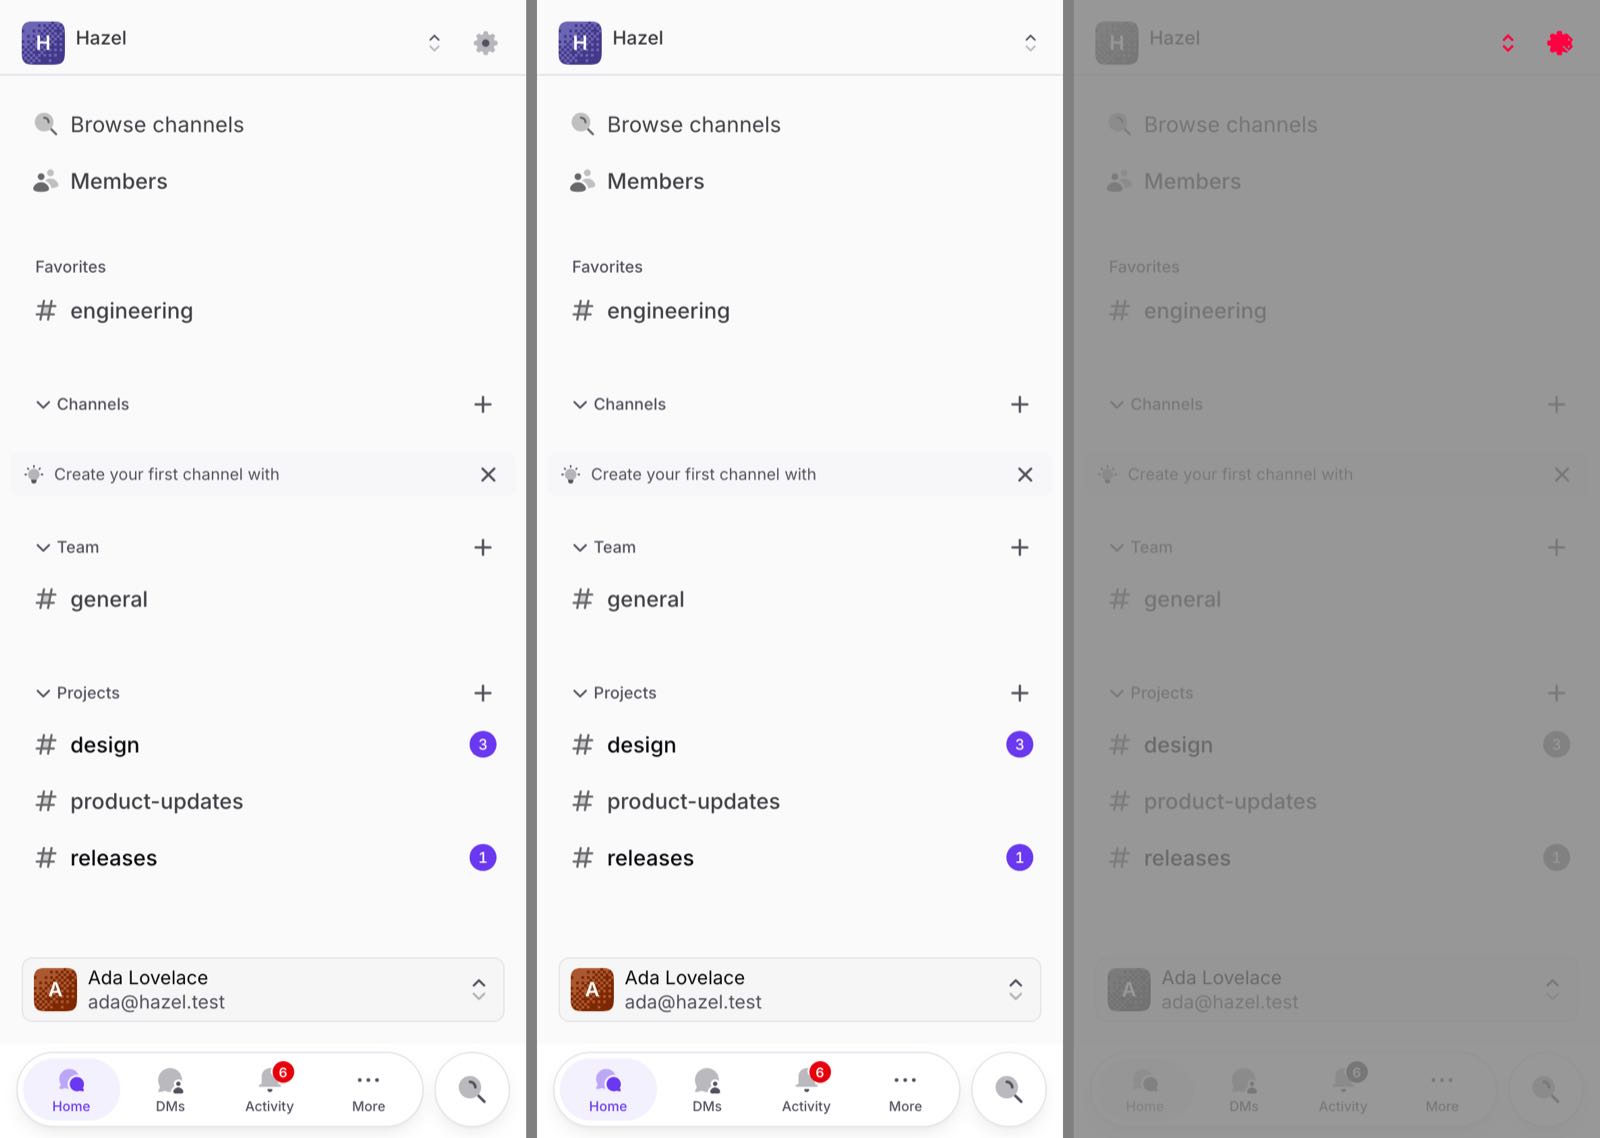 H Hazel
Browse channels
Members
Favorites
# engineering
Channels
Create your first channel with
Team
# general
Projects
# design 3
# product-updates
# releases 1
A Ada Lovelace
ada@hazel.test
6
Home DMs Activity More
H Hazel
Browse channels
Members
Favorites
# engineering
Channels
Create your first channel with
Team
# general
Projects
# design 3
# product-updates
# releases 1
A Ada Lovelace
ada@hazel.test
6
Home DMs Activity More
H Hazel
Browse channels
Members
Favorites
# engineering
Channels
Create your first channel with
Team
# general
Projects
# design 3
# product-updates
# releases 1
A Ada Lovelace
ada@hazel.test
6
Home DMs Activity More